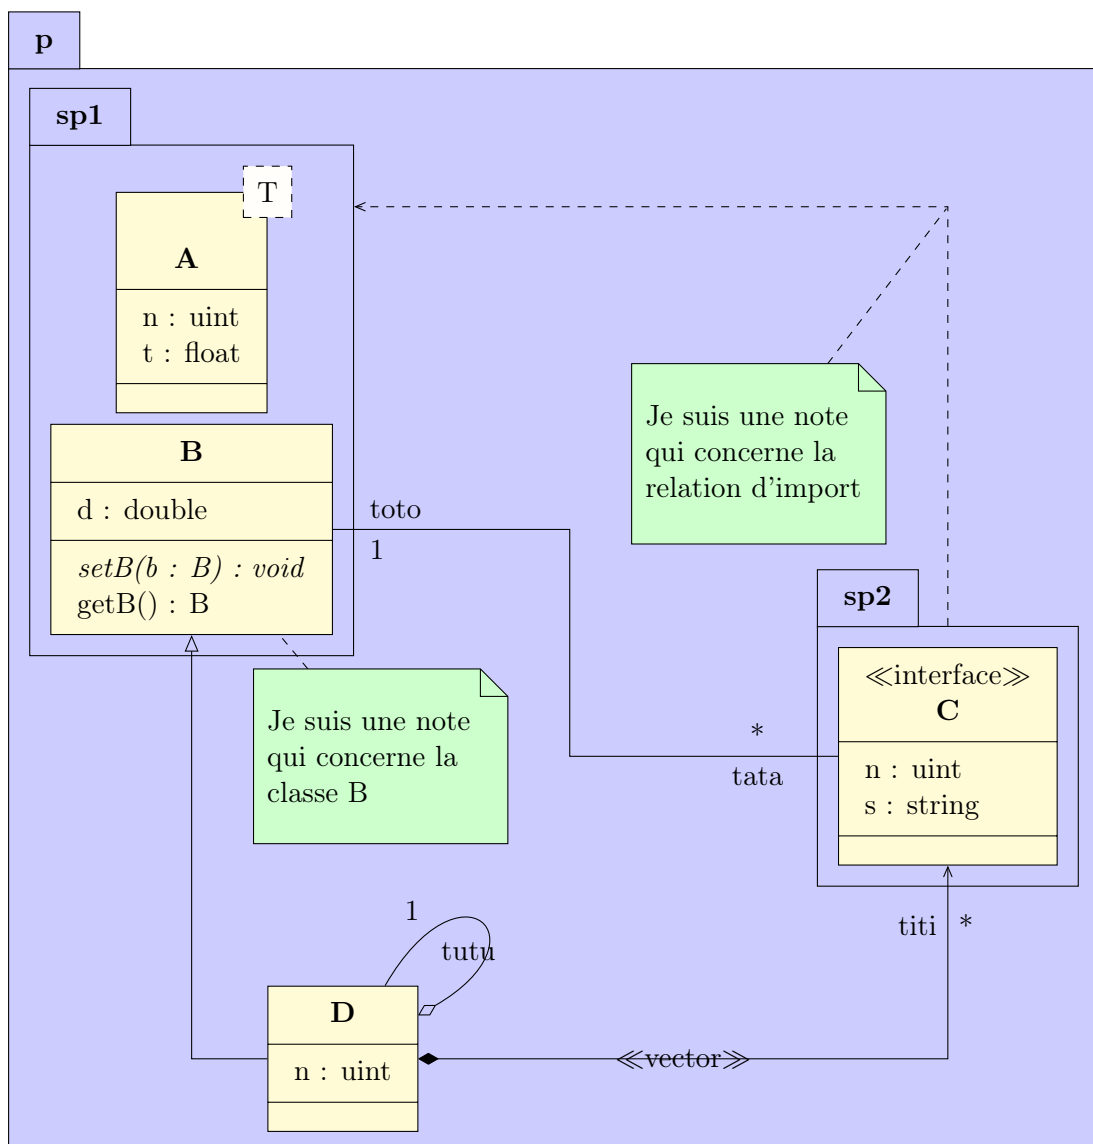 p
sp1
T
A
n : uint
t : float
B
d : double
setB(b : B) : void
getB() : B
toto
1
Je suis une note
qui concerne la
relation d'import
sp2
≪interface≫
C
n : uint
s : string
*
tata
Je suis une note
qui concerne la
classe B
titi
*
1
tutu
D
n : uint
≪vector≫